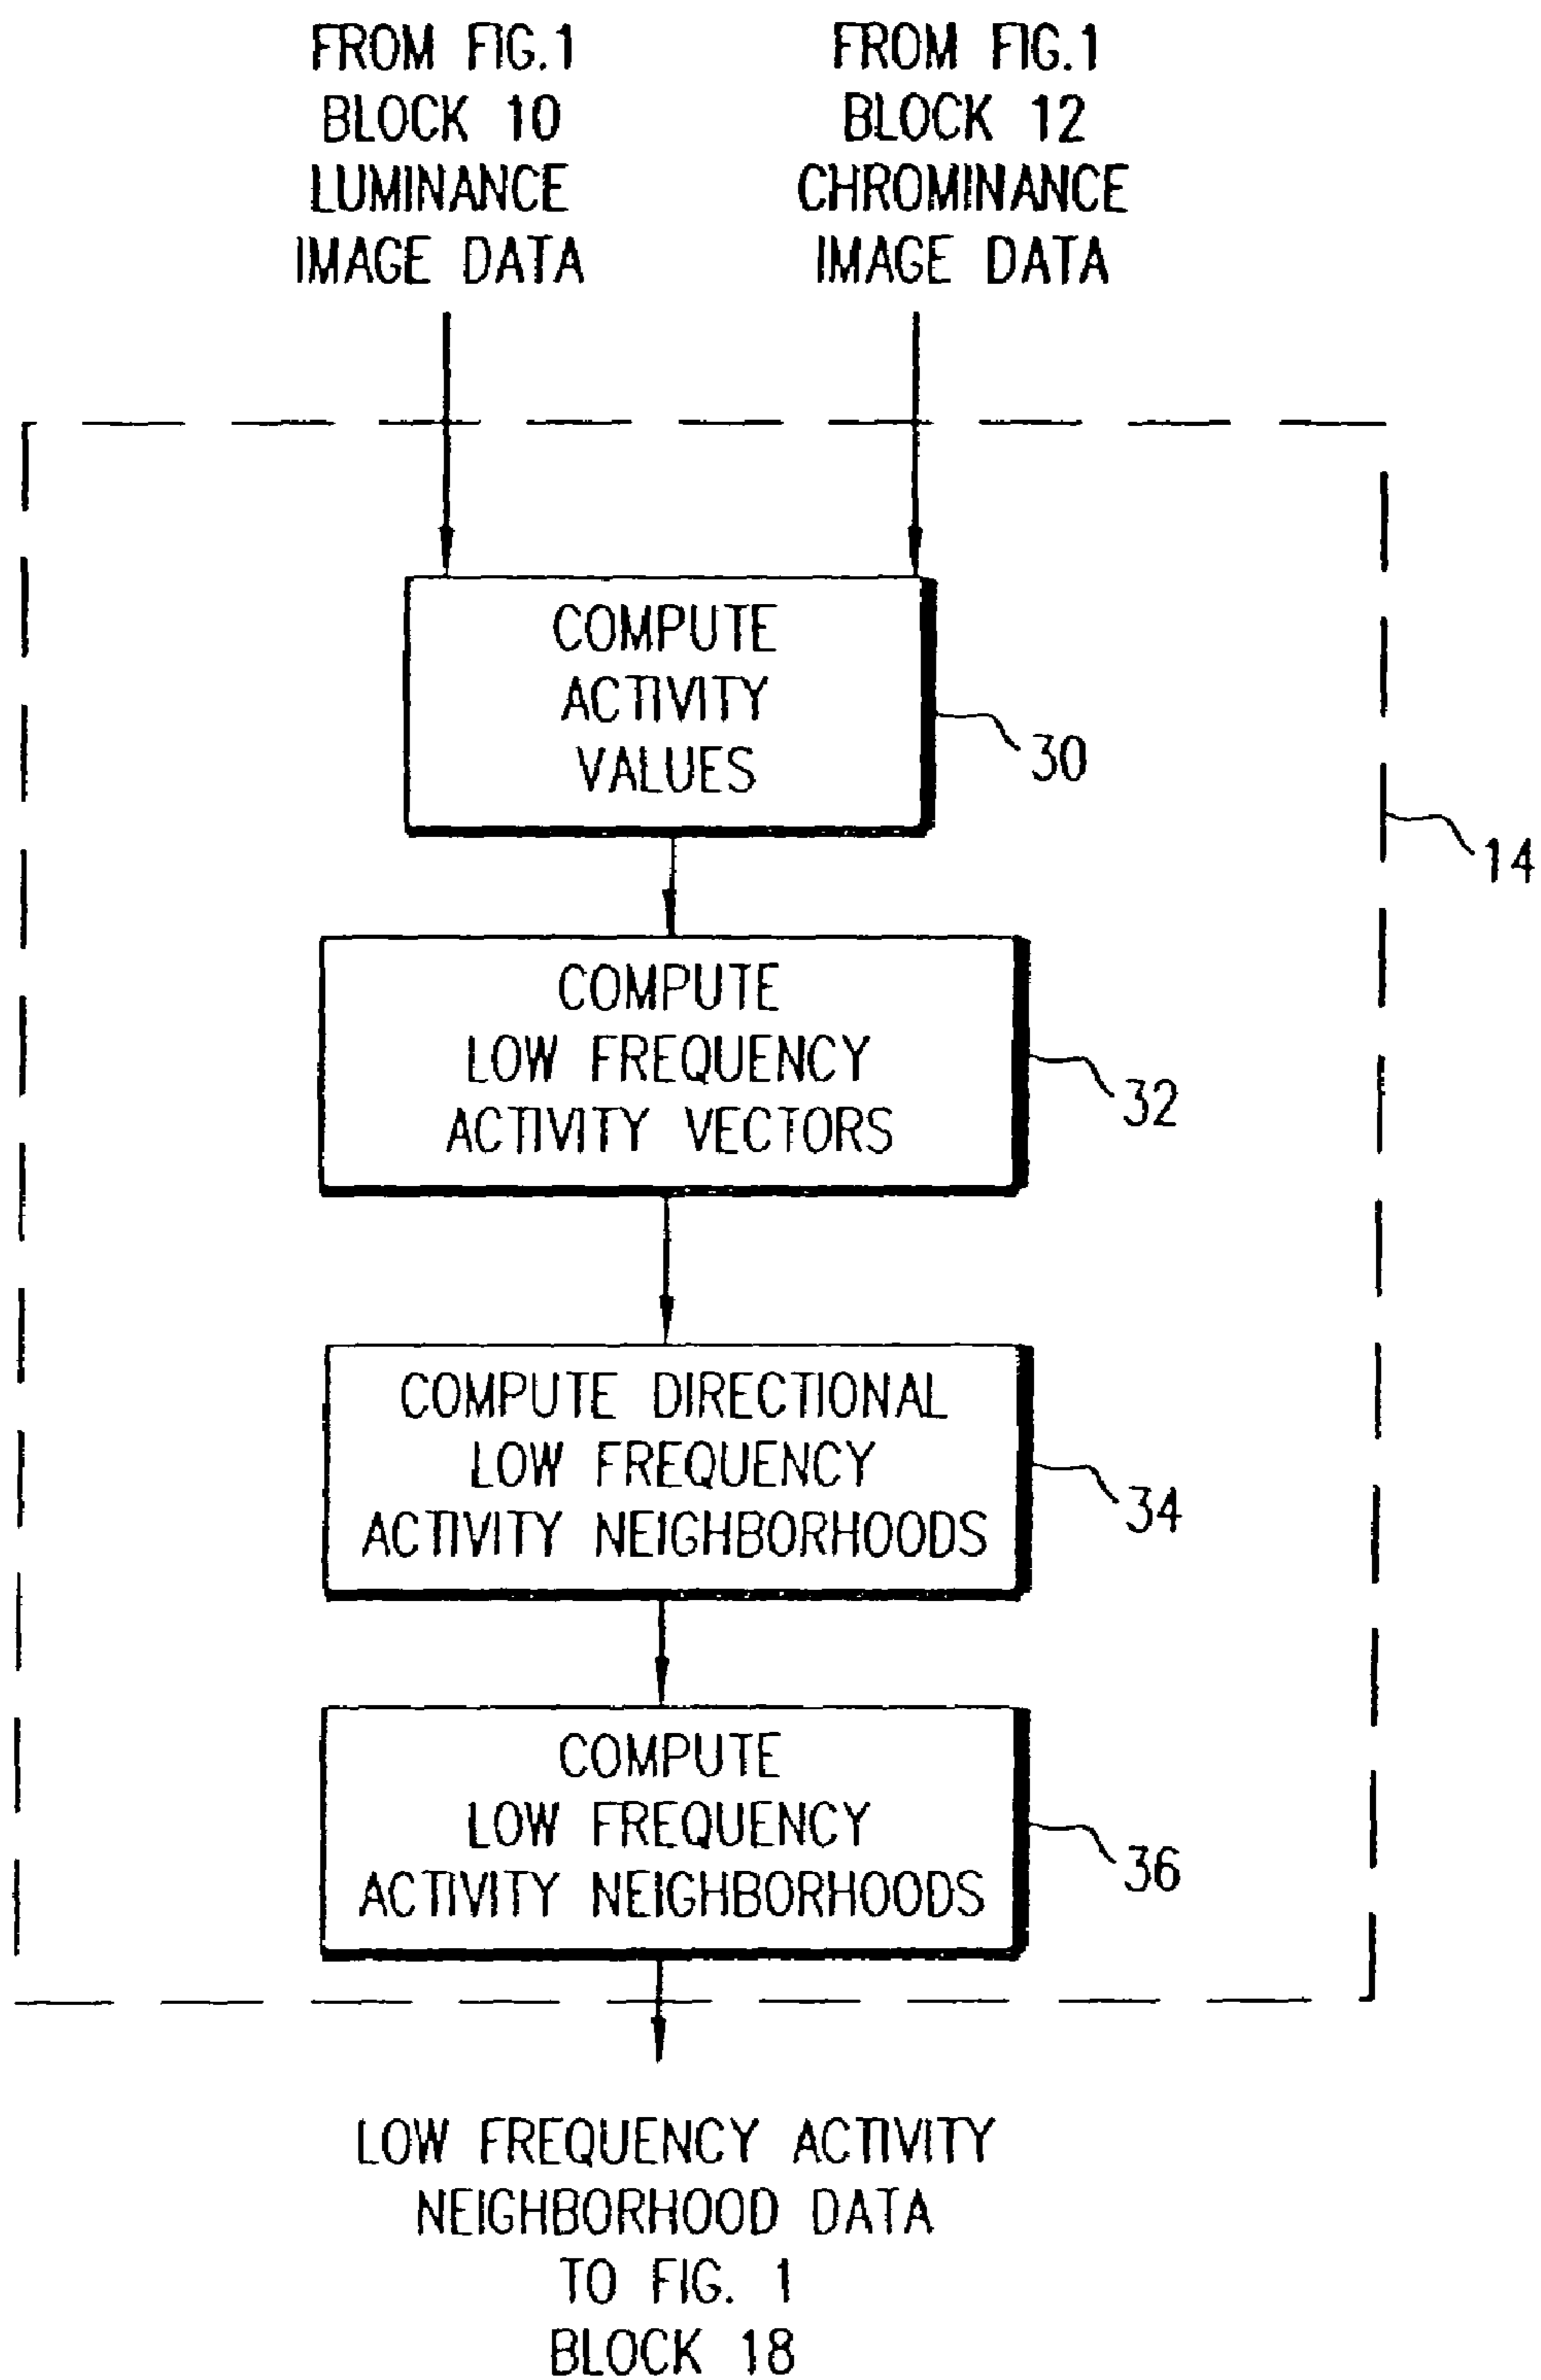 FROM FIG.1
BLOCK 10
LUMINANCE
IMAGE DATA
FROM FIG.1
BLOCK 12
CHROMINANCE
IMAGE DATA
COMPUTE
ACTIVITY
VALUES
30
14
COMPUTE
LOW FREQUENCY
ACTIVITY VECTORS
32
COMPUTE DIRECTIONAL
LOW FREQUENCY
ACTIVITY NEIGHBORHOODS
34
COMPUTE
LOW FREQUENCY
ACTIVITY NEIGHBORHOODS
36
LOW FREQUENCY ACTIVITY
NEIGHBORHOOD DATA
TO FIG. 1
BLOCK 18